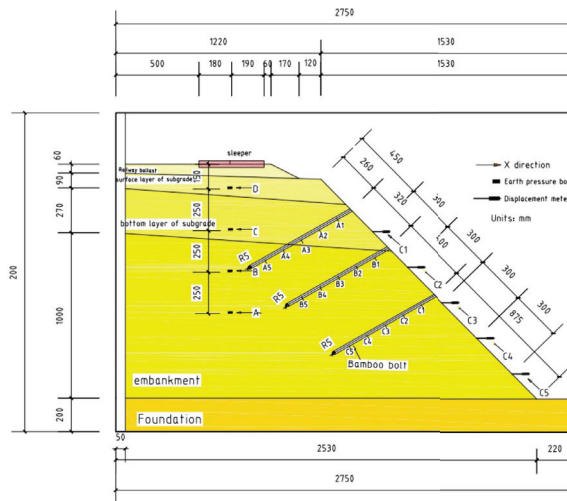 2750
1220
1530
500
180
190
60
170
120
1530
sleeper
60
Railway ballast
150
90
surface layer of subgrade
D
270
bottom layer of subgrade
250
C
250
B
250
A
200
1000
A1
A2
A3
A4
A5
R5
B1
B2
B3
B4
B5
R5
C1
C2
C3
C4
C5
R5
Bamboo bolt
450
260
300
320
300
300
300
875
C1
C2
C3
C4
C5
X direction
Earth pressure bo
Displacement mete
Units: mm
embankment
Foundation
200
50
2530
220
2750